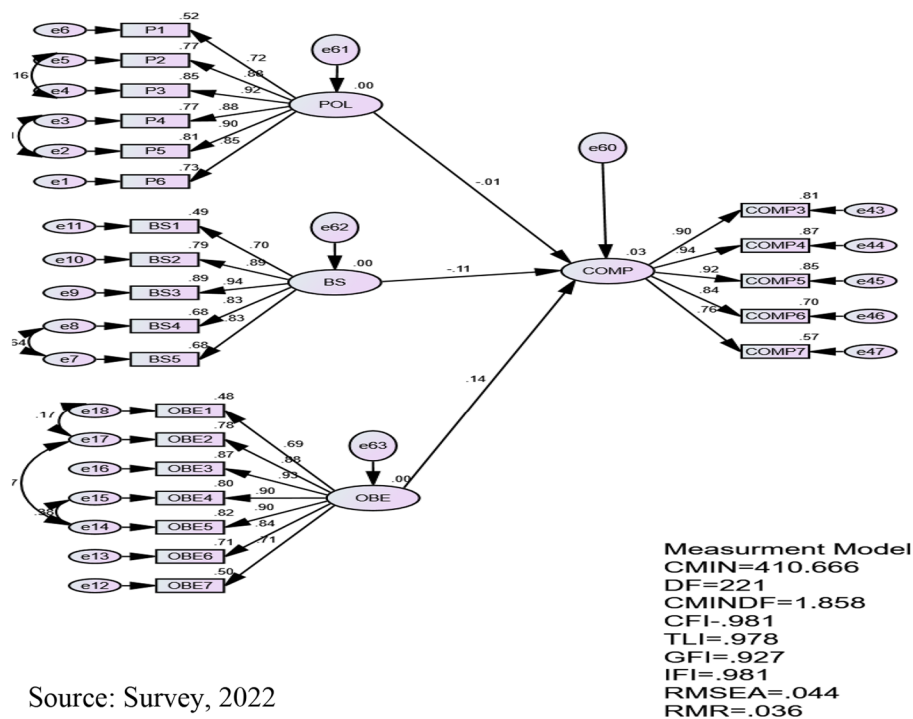 .52
e6 P1
e61
.77 .72
e5 P2
.88
.16 .85 .92 .00
e4 P3 POL
.77 .88
e3 P4
.81 .90
e2 P5 .85
.73
e1 P6
e60
-.01
.49
e11 BS1
.70 e62
.79
e10 BS2 .89
.89 .94 .00
e9 BS3 BS
.68 .83
e8 BS4 .83
.64 .68
e7 BS5
-.11
.03
COMP
.81
COMP3 e43
.90
.87
.94 COMP4 e44
.92 .85
COMP5 e45
.84 .70
COMP6 e46
.76 .57
COMP7 e47
.14
.48
e18 OBE1
.17 .78 .69
e17 OBE2 .88 e63
.87 .93
e16 OBE3 .00
7 .80 .90
e15 OBE4 OBE
.38 .82 .90
e14 OBE5 .84
.71 .71
e13 OBE6
.50
e12 OBE7
Measurment Model
CMIN=410.666
DF=221
CMINDF=1.858
CFI-.981
TLI=.978
GFI=.927
IFI=.981
RMSEA=.044
RMR=.036
Source: Survey, 2022